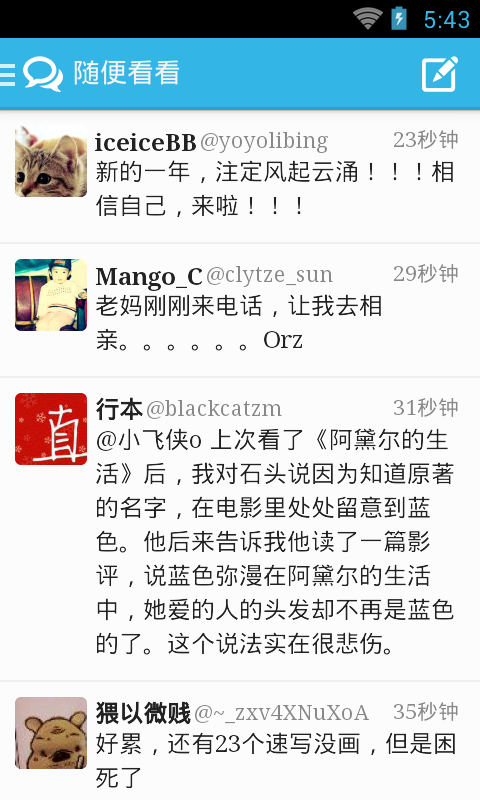 5:43
随便看看
iceiceBB @yoyolibing 23秒钟
新的一年，注定风起云涌！！！相
信自己，来啦！！！
Mango_C @clytze_sun 29秒钟
老妈刚刚来电话，让我去相
亲。。。。。。Orz
直
行本 @blackcatzm 31秒钟
@小飞侠o 上次看了《阿黛尔的生
活》后，我对石头说因为知道原著
的名字，在电影里处处留意到蓝
色。他后来告诉我他读了一篇影
评，说蓝色弥漫在阿黛尔的生活
中，她爱的人的头发却不再是蓝色
的了。这个说法实在很悲伤。
猥以微贱 @~_zxv4XNuXoA 35秒钟
好累，还有23个速写没画，但是困
死了